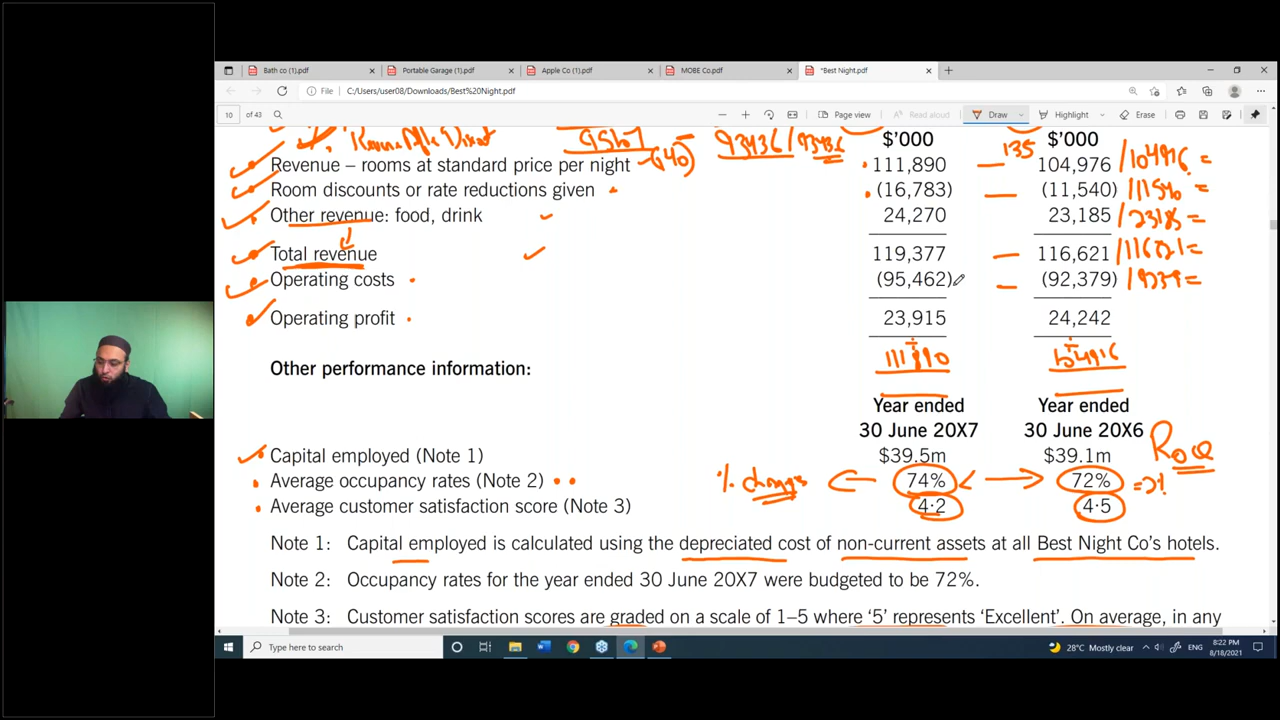 Bath co (1).pdf
Portable Garage (1).pdf
Apple Co (1).pdf
MOBE Co.pdf
*Best Night.pdf
File C:/Users/user08/Downloads/Best%20Night.pdf
10 of 43
Page view
Read aloud
Draw
Highlight
Erase
93436 / 93436
$'000 $'000
135
Revenue – rooms at standard price per night 111,890 104,976
Room discounts or rate reductions given (16,783) (11,540)
Other revenue: food, drink 24,270 23,185 /23185 =
Total revenue 119,377 116,621 /116621 =
Operating costs (95,462) (92,379)
Operating profit 23,915 24,242
Other performance information:
Year ended Year ended
30 June 20X7 30 June 20X6
Capital employed (Note 1) $39.5m $39.1m
Average occupancy rates (Note 2) % change 74% 72% = 2%
Average customer satisfaction score (Note 3) 4·2 4·5
Note 1: Capital employed is calculated using the depreciated cost of non-current assets at all Best Night Co's hotels.
Note 2: Occupancy rates for the year ended 30 June 20X7 were budgeted to be 72%.
Note 3: Customer satisfaction scores are graded on a scale of 1–5 where '5' represents 'Excellent'. On average, in any
Type here to search
28°C Mostly clear
ENG
8:22 PM
8/18/2021